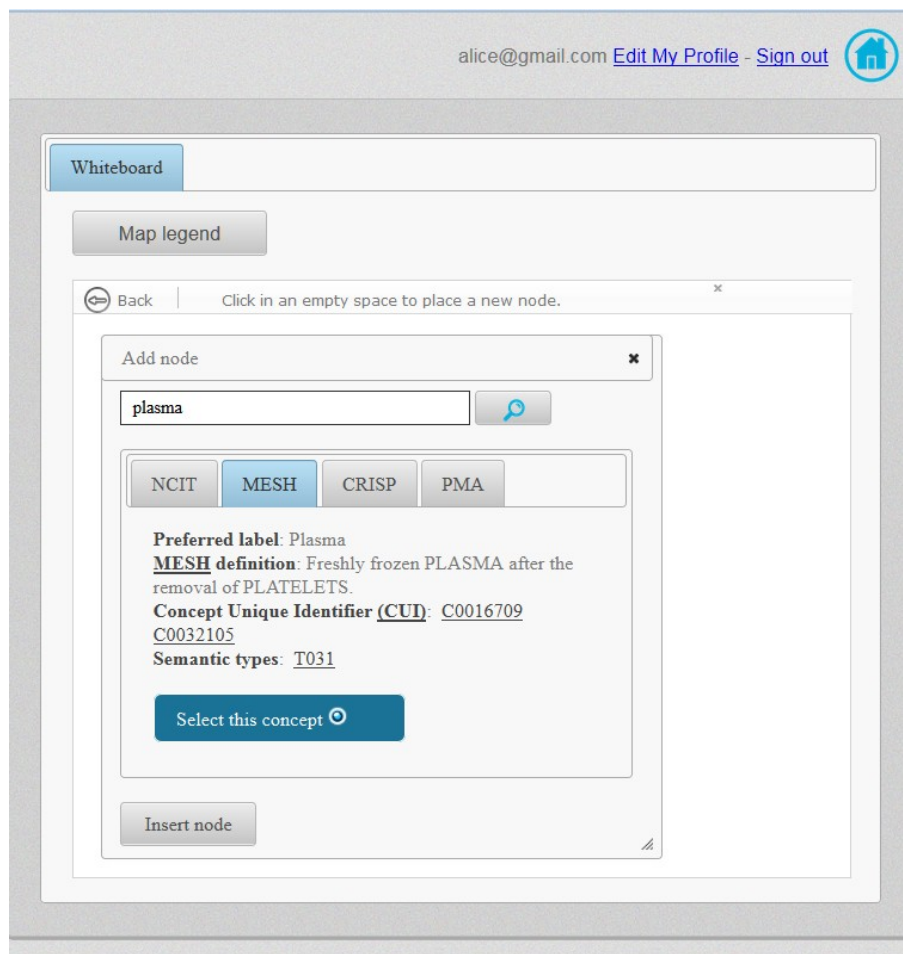 alice@gmail.com Edit My Profile - Sign out
Whiteboard
Map legend
Back Click in an empty space to place a new node.
Add node
plasma
NCIT MESH CRISP PMA
Preferred label: Plasma
MESH definition: Freshly frozen PLASMA after the
removal of PLATELETS.
Concept Unique Identifier (CUI): C0016709
C0032105
Semantic types: T031
Select this concept
Insert node